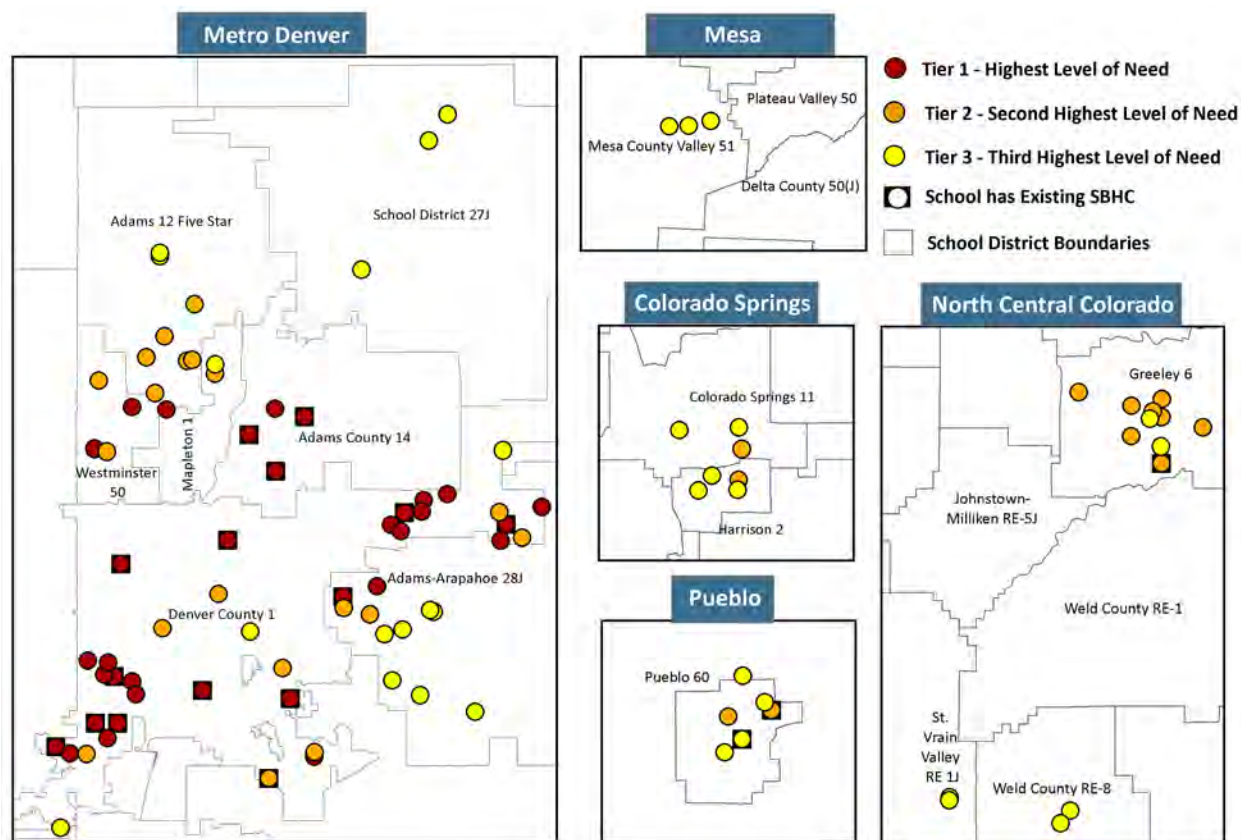 Metro Denver
Adams 12 Five Star
School District 27J
Mapleton 1
Adams County 14
Westminster
50
Adams-Arapahoe 28J
Denver County 1
Mesa
Plateau Valley 50
Mesa County Valley 51
Delta County 50(J)
Tier 1 - Highest Level of Need
Tier 2 - Second Highest Level of Need
Tier 3 - Third Highest Level of Need
School has Existing SBHC
School District Boundaries
Colorado Springs
Colorado Springs 11
Harrison 2
Pueblo
Pueblo 60
North Central Colorado
Greeley 6
Johnstown-
Milliken RE-5J
Weld County RE-1
St.
Vrain
Valley
RE 1J
Weld County RE-8